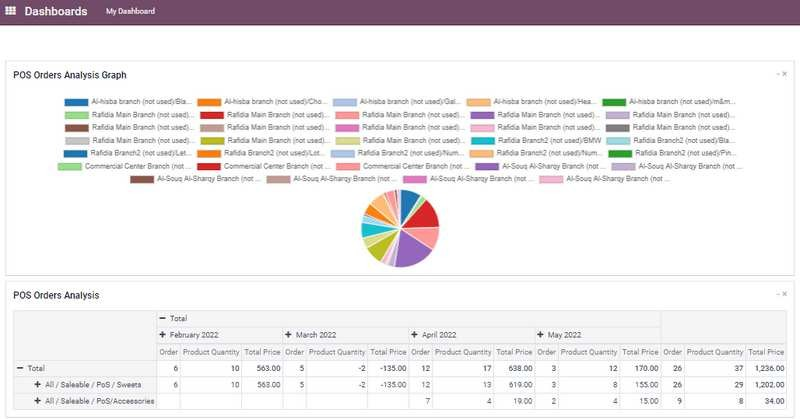 Dashboards My Dashboard
POS Orders Analysis Graph
Al-hisba branch (not used)/Bla... Al-hisba branch (not used)/Cho... Al-hisba branch (not used)/Gal... Al-hisba branch (not used)/Hea... Al-hisba branch (not used)/m&m...
Rafidia Main Branch (not used)... Rafidia Main Branch (not used)... Rafidia Main Branch (not used)... Rafidia Main Branch (not used)... Rafidia Main Branch (not used)...
Rafidia Main Branch (not used)... Rafidia Main Branch (not used)... Rafidia Main Branch (not used)... Rafidia Main Branch (not used)... Rafidia Main Branch (not used)...
Rafidia Main Branch (not used)... Rafidia Main Branch (not used)... Rafidia Main Branch (not used)... Rafidia Branch2 (not used)/BMW Rafidia Branch2 (not used)/Bla...
Rafidia Branch2 (not used)/Let... Rafidia Branch2 (not used)/Lot... Rafidia Branch2 (not used)/Num... Rafidia Branch2 (not used)/Num... Rafidia Branch2 (not used)/Pin...
Commercial Center Branch (not ... Commercial Center Branch (not ... Commercial Center Branch (not ... Al-Souq Al-Sharqy Branch (not ... Al-Souq Al-Sharqy Branch (not ...
Al-Souq Al-Sharqy Branch (not ... Al-Souq Al-Sharqy Branch (not ... Al-Souq Al-Sharqy Branch (not ... Al-Souq Al-Sharqy Branch (not ...
POS Orders Analysis
Total
February 2022 March 2022 April 2022 May 2022
Order Product Quantity Total Price Order Product Quantity Total Price Order Product Quantity Total Price Order Product Quantity Total Price Order Product Quantity Total Price
Total 6 10 563.00 5 -2 -135.00 12 17 638.00 3 12 170.00 26 37 1,236.00
All / Saleable / PoS / Sweets 6 10 563.00 5 -2 -135.00 12 13 619.00 3 8 155.00 26 29 1,202.00
All / Saleable / PoS/Accessories 7 4 19.00 2 4 15.00 9 8 34.00